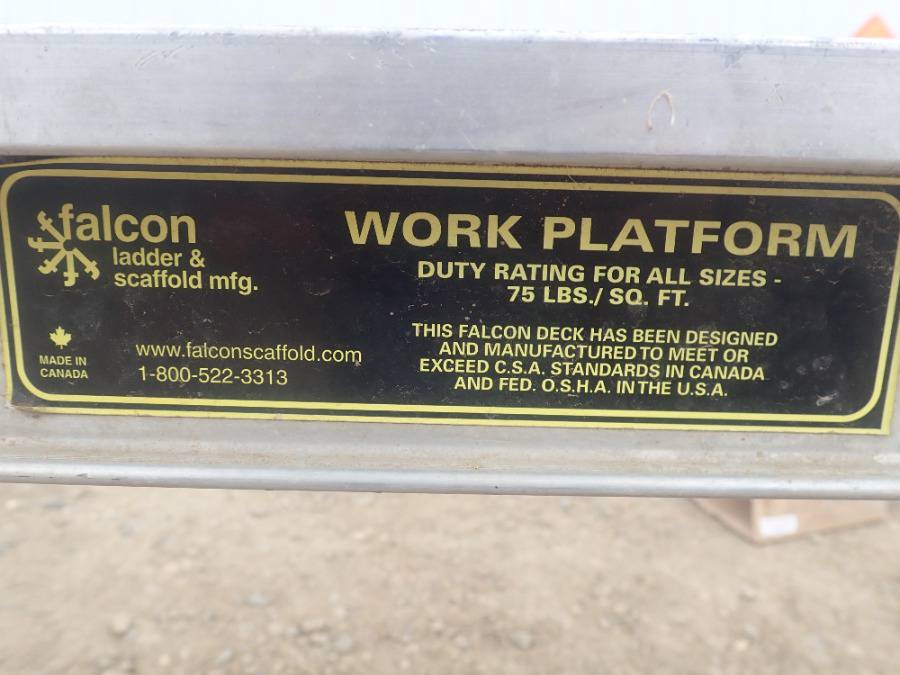 falcon
ladder &
scaffold mfg.
MADE IN
CANADA
www.falconscaffold.com
1-800-522-3313
WORK PLATFORM
DUTY RATING FOR ALL SIZES -
75 LBS./ SQ. FT.
THIS FALCON DECK HAS BEEN DESIGNED
AND MANUFACTURED TO MEET OR
EXCEED C.S.A. STANDARDS IN CANADA
AND FED. O.S.H.A. IN THE U.S.A.